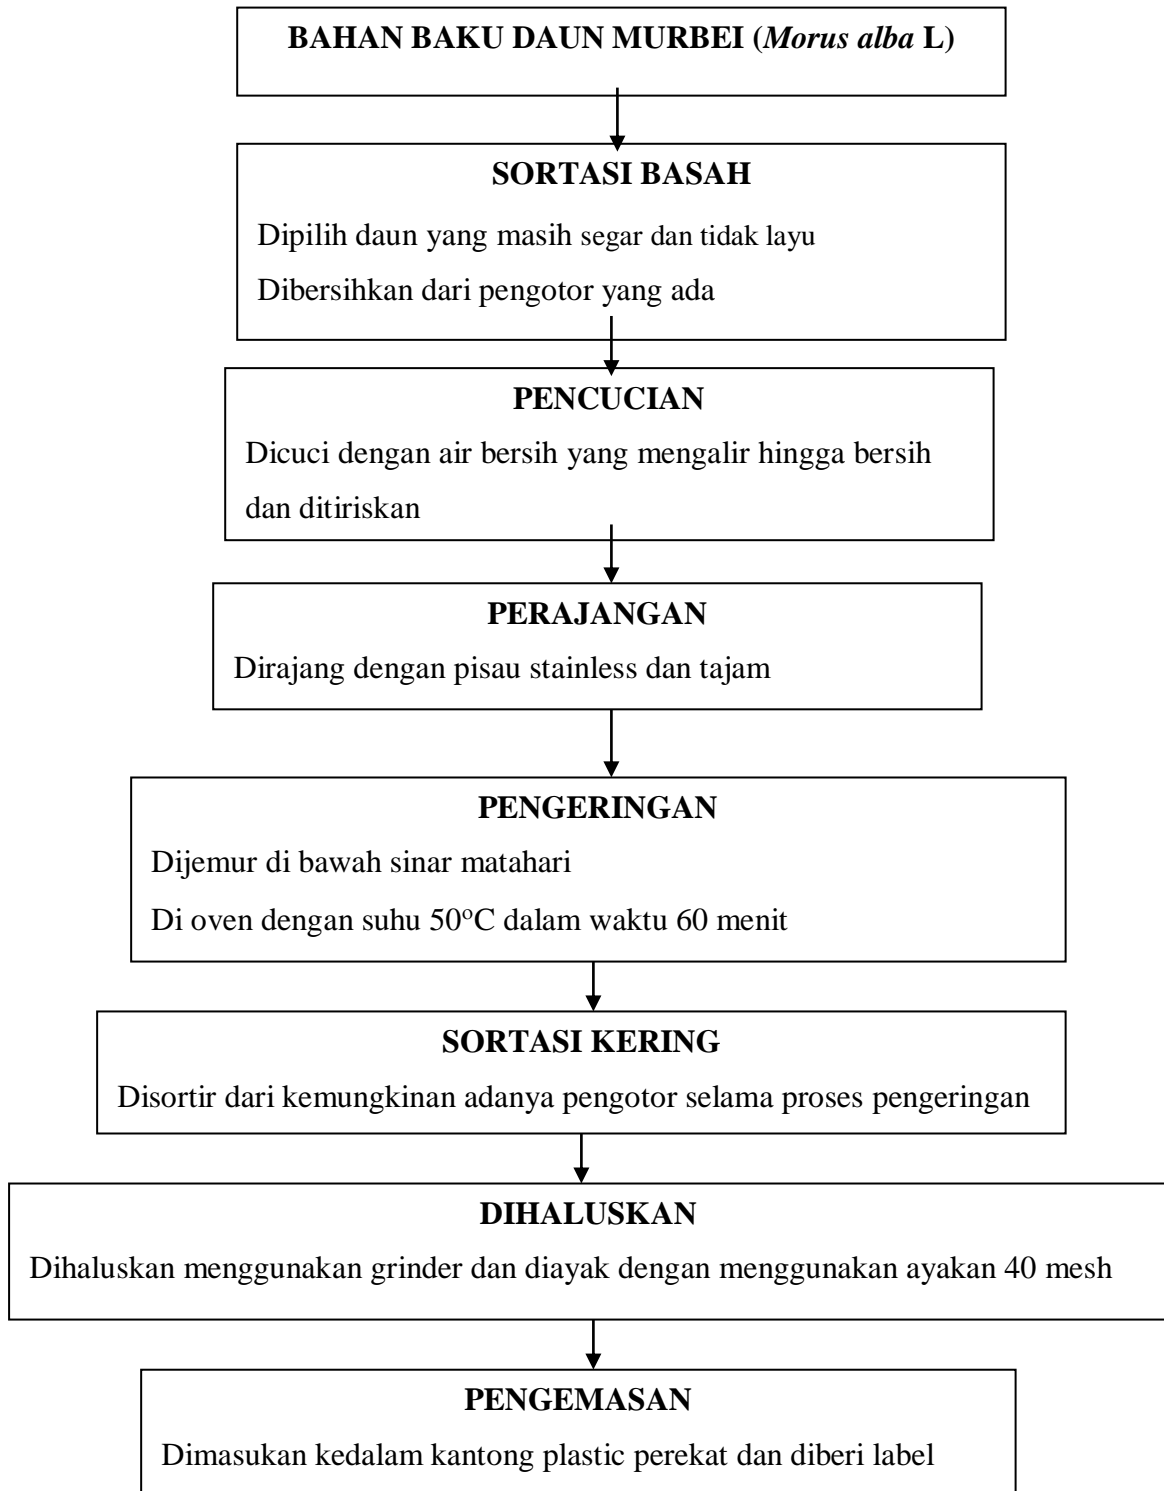 BAHAN BAKU DAUN MURBEI (Morus alba L)
SORTASI BASAH
Dipilih daun yang masih segar dan tidak layu
Dibersihkan dari pengotor yang ada
PENCUCIAN
Dicuci dengan air bersih yang mengalir hingga bersih
dan ditiriskan
PERAJANGAN
Dirajang dengan pisau stainless dan tajam
PENGERINGAN
Dijemur di bawah sinar matahari
Di oven dengan suhu 50°C dalam waktu 60 menit
SORTASI KERING
Disortir dari kemungkinan adanya pengotor selama proses pengeringan
DIHALUSKAN
Dihaluskan menggunakan grinder dan diayak dengan menggunakan ayakan 40 mesh
PENGEMASAN
Dimasukan kedalam kantong plastic perekat dan diberi label